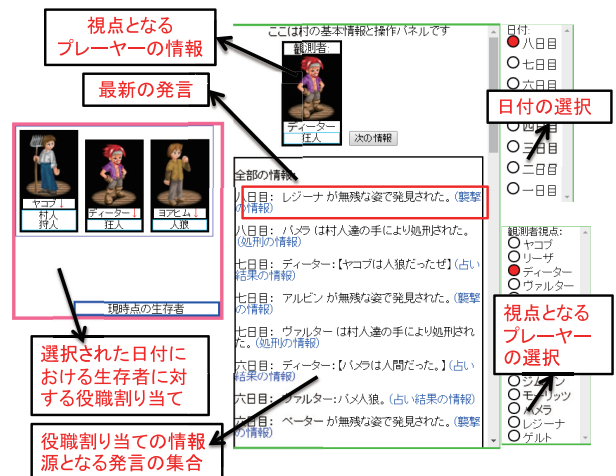 視点となる
プレーヤーの情報
ここは村の基本情報と操作パネルです
観測者:
ディーター
狂人
次の情報
日付:
八日目
七日目
六日目
日付の選択
四日目
三日目
二日目
一日目
最新の発言
全部の情報
八日目: レジーナ が無残な姿で発見された。(襲撃
の情報)
八日目: パメラ は村人達の手により処刑された。
(処刑の情報)
七日目: ディーター:【ヤコブは人狼だったぜ】(占い
結果の情報)
七日目: アルビン が無残な姿で発見された。(襲撃
の情報)
七日目: ヴァルター は村人達の手により処刑され
た。(処刑の情報)
六日目: ディーター:【パメラは人間だった。】(占い
結果の情報)
六日目: ヴァルター:パメ人狼。(占い結果の情報)
六日目: ペーター が無残な姿で発見された。(襲撃
の情報)
ヤコブ↓
村人
狩人
ディーター↓
狂人
ヨアヒム↓
人狼
現時点の生存者
選択された日付に
おける生存者に対
する役職割り当て
役職割り当ての情報
源となる発言の集合
観測者視点:
ヤコブ
リーザ
ディーター
ヴァルター
視点となる
プレーヤー
の選択
モーリッツ
パメラ
レジーナ
ゲルト